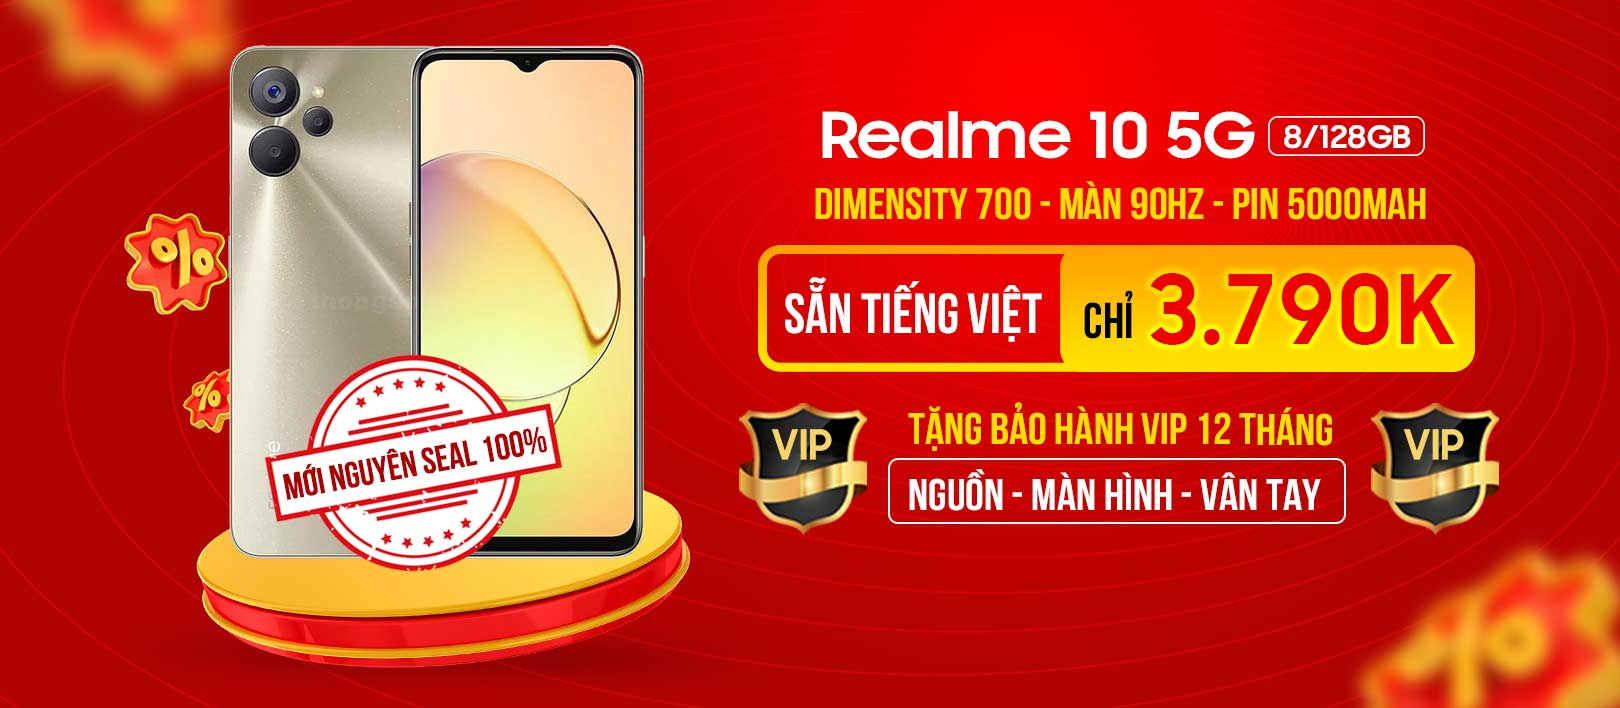 Realme 10 5G 8/128GB
DIMENSITY 700 - MÀN 90HZ - PIN 5000MAH
SẴN TIẾNG VIỆT CHỈ 3.790K
VIP TẶNG BẢO HÀNH VIP 12 THÁNG VIP
NGUỒN - MÀN HÌNH - VÂN TAY
MỚI NGUYÊN SEAL 100%
%
%